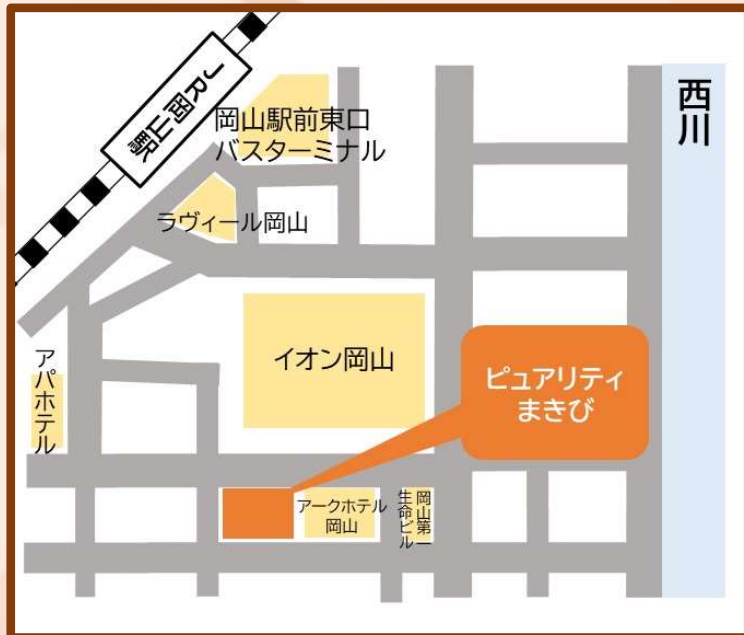 JR岡山駅
岡山駅前東口
バスターミナル
西川
ラヴィール岡山
イオン岡山
アパホテル
ピュアリティ
まきび
アークホテル
岡山
岡山第一
生命ビル